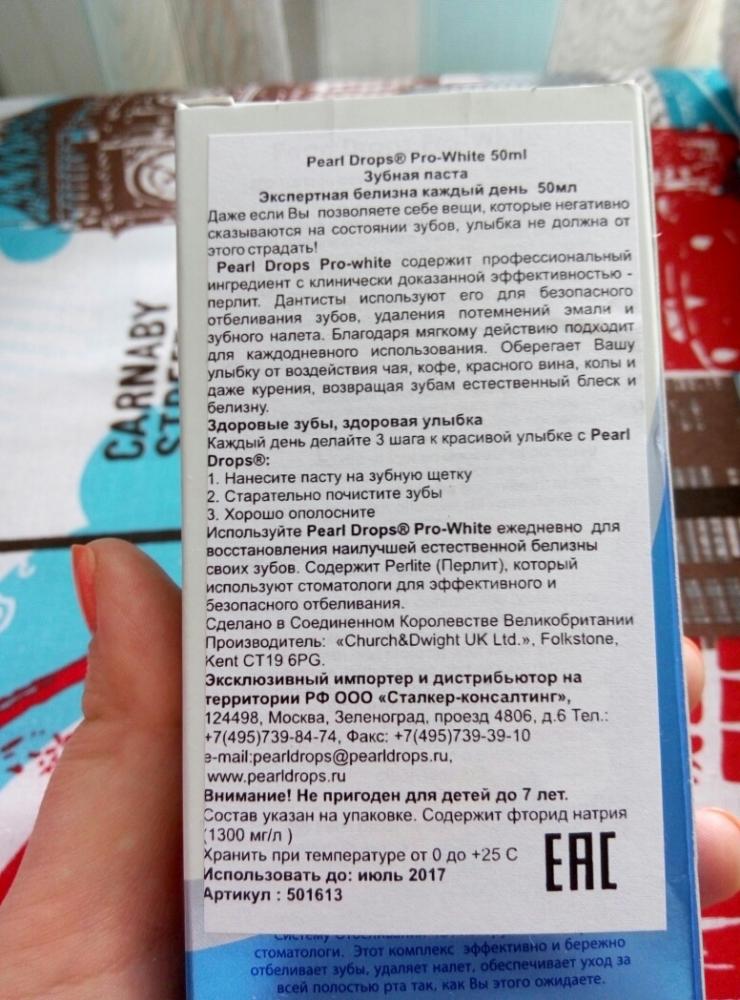 Pearl Drops® Pro-White 50ml
Зубная паста
Экспертная белизна каждый день 50мл
Даже если Вы позволяете себе вещи, которые негативно
сказываются на состоянии зубов, улыбка не должна от
этого страдать!
Pearl Drops Pro-white содержит профессиональный
ингредиент с клинически доказанной эффективностью -
перлит. Дантисты используют его для безопасного
отбеливания зубов, удаления потемнений эмали и
зубного налета. Благодаря мягкому действию подходит
для каждодневного использования. Оберегает Вашу
улыбку от воздействия чая, кофе, красного вина, колы и
даже курения, возвращая зубам естественный блеск и
белизну.
Здоровые зубы, здоровая улыбка
Каждый день делайте 3 шага к красивой улыбке с Pearl
Drops®:
1. Нанесите пасту на зубную щетку
2. Старательно почистите зубы
3. Хорошо ополосните
Используйте Pearl Drops® Pro-White ежедневно для
восстановления наилучшей естественной белизны
своих зубов. Содержит Perlite (Перлит), который
используют стоматологи для эффективного и
безопасного отбеливания.
Сделано в Соединенном Королевстве Великобритании
Производитель: «Church&Dwight UK Ltd.», Folkstone,
Kent CT19 6PG.
Эксклюзивный импортер и дистрибьютор на
территории РФ ООО «Сталкер-консалтинг»,
124498, Москва, Зеленоград, проезд 4806, д.6 Тел.:
+7(495)739-84-74, Факс: +7(495)739-39-10
e-mail:pearldrops@pearldrops.ru,
www.pearldrops.ru
Внимание! Не пригоден для детей до 7 лет.
Состав указан на упаковке. Содержит фторид натрия
(1300 мг/л )
Хранить при температуре от 0 до +25 С
Использовать до: июль 2017
Артикул : 501613
EAC
стоматологи. Этот комплекс эффективно и бережно
отбеливает зубы, удаляет налет, обеспечивает уход за
всей полостью рта так, как Вы этого ожидаете.
CARNABY